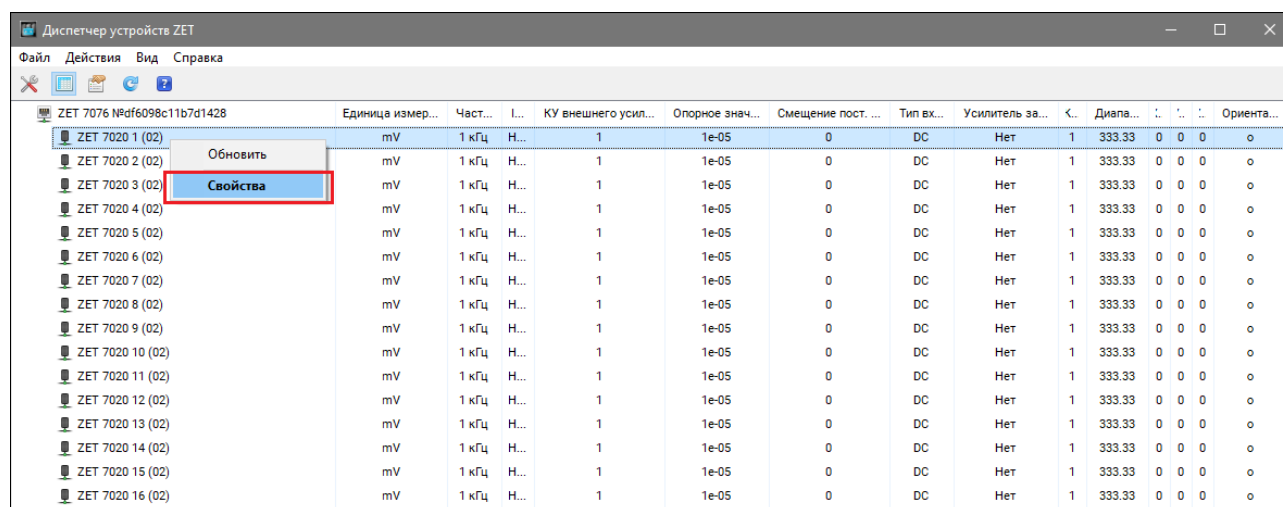 Диспетчер устройств ZET
Файл Действия Вид Справка
ZET 7076 №df6098c11b7d1428 Единица измер... Част... I... КУ внешнего усил... Опорное знач... Смещение пост. ... Тип вх... Усилитель за... Диапа... Ориента...
ZET 7020 1 (02) mV 1 кГц Н... 1 1e-05 0 DC Нет 1 333.33 0 0 0 o
Обновить
ZET 7020 2 (02) mV 1 кГц Н... 1 1e-05 0 DC Нет 1 333.33 0 0 0 o
Свойства
ZET 7020 3 (02) mV 1 кГц Н... 1 1e-05 0 DC Нет 1 333.33 0 0 0 o
ZET 7020 4 (02) mV 1 кГц Н... 1 1e-05 0 DC Нет 1 333.33 0 0 0 o
ZET 7020 5 (02) mV 1 кГц Н... 1 1e-05 0 DC Нет 1 333.33 0 0 0 o
ZET 7020 6 (02) mV 1 кГц Н... 1 1e-05 0 DC Нет 1 333.33 0 0 0 o
ZET 7020 7 (02) mV 1 кГц Н... 1 1e-05 0 DC Нет 1 333.33 0 0 0 o
ZET 7020 8 (02) mV 1 кГц Н... 1 1e-05 0 DC Нет 1 333.33 0 0 0 o
ZET 7020 9 (02) mV 1 кГц Н... 1 1e-05 0 DC Нет 1 333.33 0 0 0 o
ZET 7020 10 (02) mV 1 кГц Н... 1 1e-05 0 DC Нет 1 333.33 0 0 0 o
ZET 7020 11 (02) mV 1 кГц Н... 1 1e-05 0 DC Нет 1 333.33 0 0 0 o
ZET 7020 12 (02) mV 1 кГц Н... 1 1e-05 0 DC Нет 1 333.33 0 0 0 o
ZET 7020 13 (02) mV 1 кГц Н... 1 1e-05 0 DC Нет 1 333.33 0 0 0 o
ZET 7020 14 (02) mV 1 кГц Н... 1 1e-05 0 DC Нет 1 333.33 0 0 0 o
ZET 7020 15 (02) mV 1 кГц Н... 1 1e-05 0 DC Нет 1 333.33 0 0 0 o
ZET 7020 16 (02) mV 1 кГц Н... 1 1e-05 0 DC Нет 1 333.33 0 0 0 o